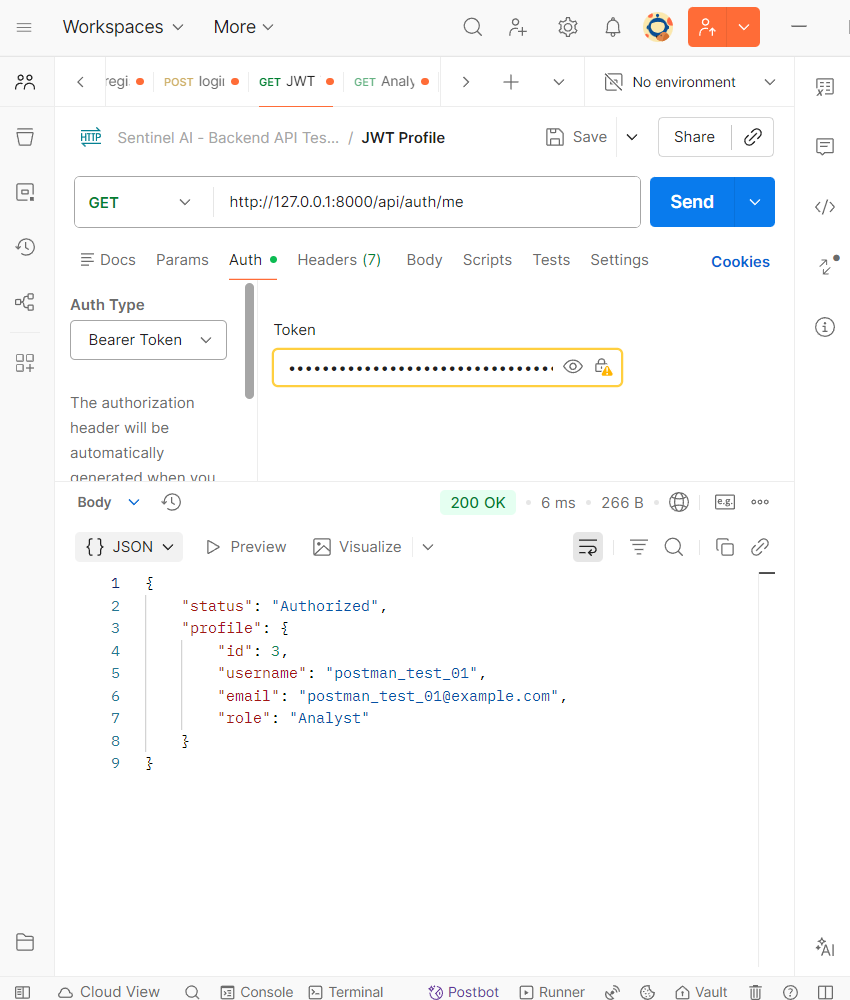 Workspaces More
regi POST login GET JWT GET Analy No environment
HTTP Sentinel AI - Backend API Tes... / JWT Profile Save Share
GET http://127.0.0.1:8000/api/auth/me Send
Docs Params Auth Headers (7) Body Scripts Tests Settings Cookies
Auth Type
Bearer Token
Token
••••••••••••••••••••••••••••••••
The authorization
header will be
automatically
generated when you
Body 200 OK • 6 ms • 266 B • e.g.
{} JSON Preview Visualize
1 {
2 "status": "Authorized",
3 "profile": {
4 "id": 3,
5 "username": "postman_test_01",
6 "email": "postman_test_01@example.com",
7 "role": "Analyst"
8 }
9 }
AI
Cloud View Console Terminal Postbot Runner Vault